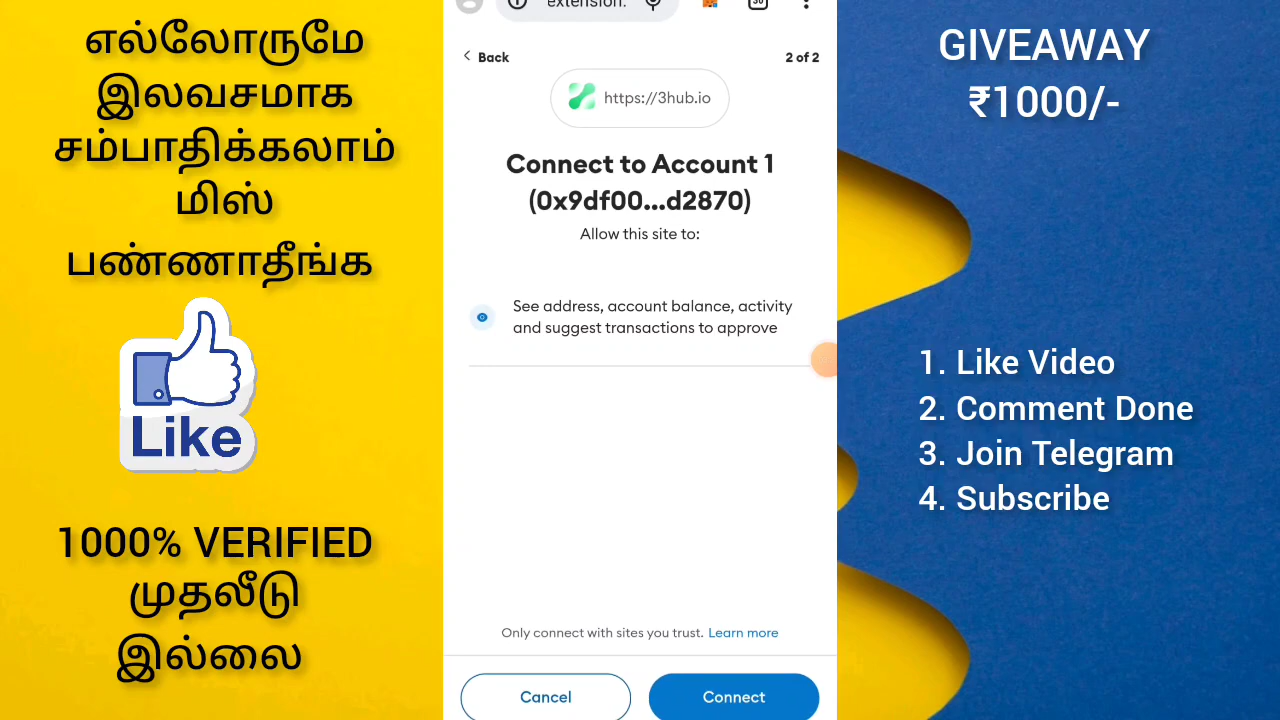 எல்லோருமே
இலவசமாக
சம்பாதிக்கலாம்
மிஸ்
பண்ணாதீங்க
Like
1000% VERIFIED
முதலீடு
இல்லை
extension:
30
Back
2 of 2
https://3hub.io
Connect to Account 1
(0x9df00...d2870)
Allow this site to:
See address, account balance, activity
and suggest transactions to approve
Only connect with sites you trust. Learn more
Cancel
Connect
GIVEAWAY
₹1000/-
1. Like Video
2. Comment Done
3. Join Telegram
4. Subscribe